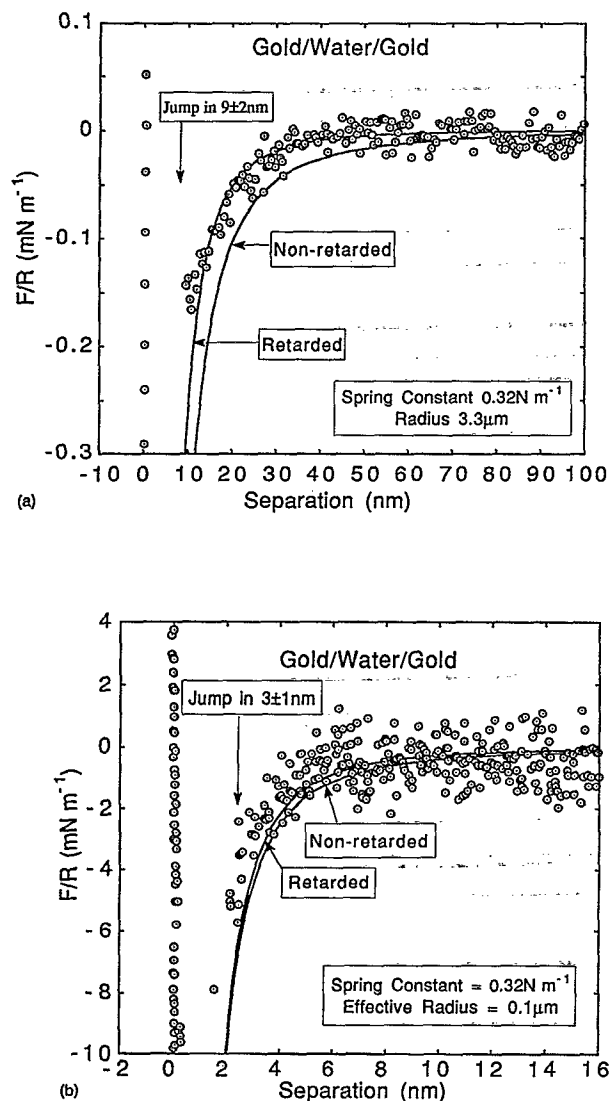 0.1
Gold/Water/Gold
Jump in 9±2nm
0
F/R (mN m⁻¹)
-0.1
Non-retarded
-0.2
Retarded
Spring Constant 0.32N m⁻¹
Radius 3.3µm
-0.3
-10 0 10 20 30 40 50 60 70 80 90 100
(a)
Separation (nm)
4
Gold/Water/Gold
2
Jump in 3±1nm
0
-2
F/R (mN m⁻¹)
Non-retarded
-4
Retarded
-6
-8
Spring Constant = 0.32N m⁻¹
Effective Radius = 0.1µm
-10
-2 0 2 4 6 8 10 12 14 16
(b)
Separation (nm)